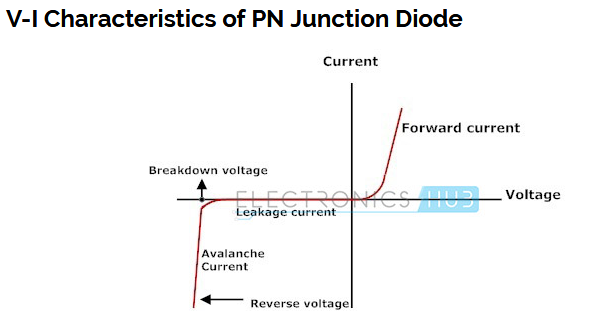 V-I Characteristics of PN Junction Diode
Current
Forward current
Breakdown voltage
Voltage
ELECTRONICS HUB
Leakage current
Avalanche
Current
Reverse voltage